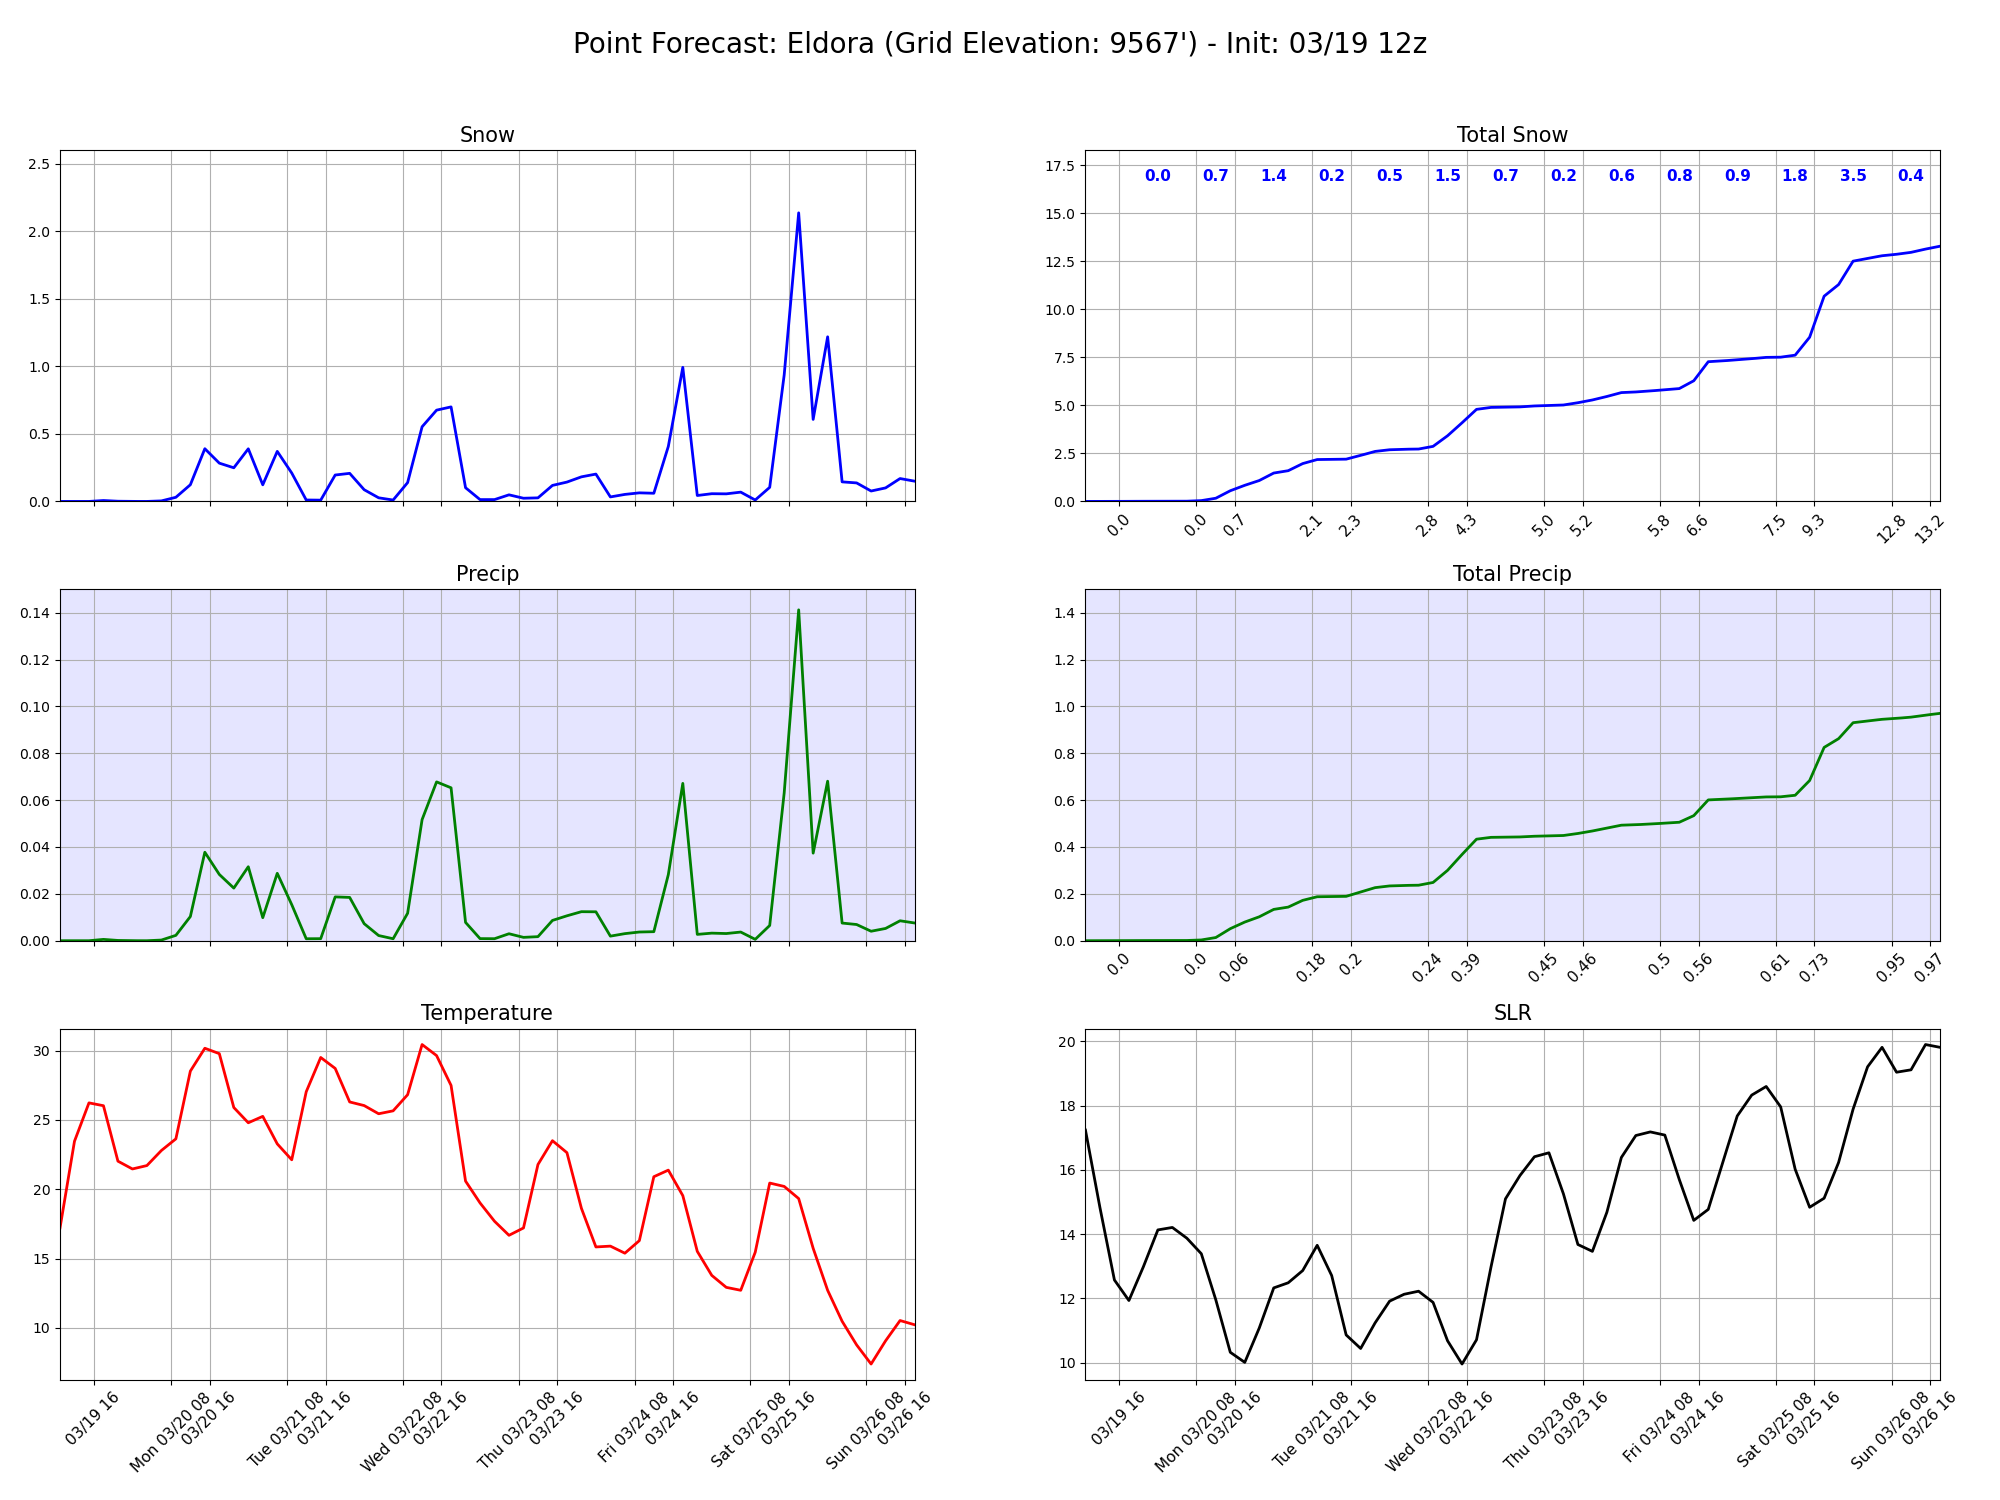 Point Forecast: Eldora (Grid Elevation: 9567') - Init: 03/19 12z
Snow
2.5
2.0
1.5
1.0
0.5
0.0
Total Snow
17.5
15.0
12.5
10.0
7.5
5.0
2.5
0.0
0.0 0.7 1.4 0.2 0.5 1.5 0.7 0.2 0.6 0.8 0.9 1.8 3.5 0.4
0.0 0.0 0.7 2.1 2.3 2.8 4.3 5.0 5.2 5.8 6.6 7.5 9.3 12.8 13.2
Precip
0.14
0.12
0.10
0.08
0.06
0.04
0.02
0.00
Total Precip
1.4
1.2
1.0
0.8
0.6
0.4
0.2
0.0
0.0 0.0 0.06 0.18 0.2 0.24 0.39 0.45 0.46 0.5 0.56 0.61 0.73 0.95 0.97
Temperature
30
25
20
15
10
03/19 16
Mon 03/20 08
03/20 16
Tue 03/21 08
03/21 16
Wed 03/22 08
03/22 16
Thu 03/23 08
03/23 16
Fri 03/24 08
03/24 16
Sat 03/25 08
03/25 16
Sun 03/26 08
03/26 16
SLR
20
18
16
14
12
10
03/19 16
Mon 03/20 08
03/20 16
Tue 03/21 08
03/21 16
Wed 03/22 08
03/22 16
Thu 03/23 08
03/23 16
Fri 03/24 08
03/24 16
Sat 03/25 08
03/25 16
Sun 03/26 08
03/26 16